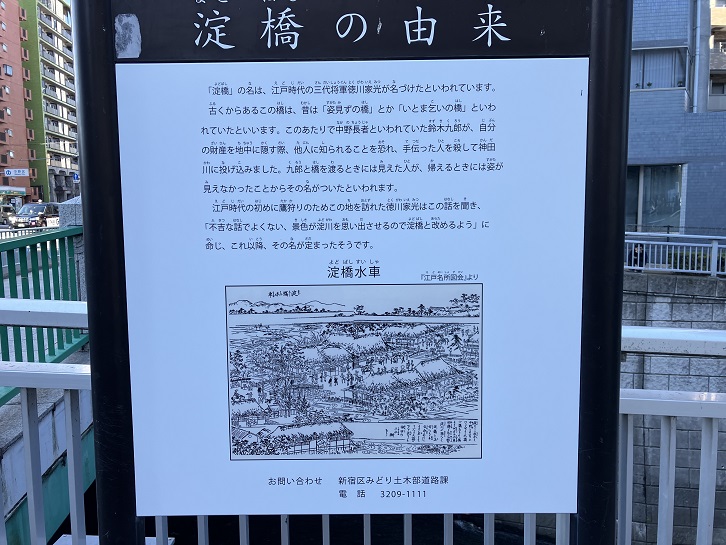 淀橋の由来
「淀橋」の名は、江戸時代の三代将軍徳川家光が名づけたといわれています。
古くからあるこの橋は、昔は「姿見ずの橋」とか「いとま乞いの橋」といわ
れていたといいます。このあたりで中野長者といわれていた鈴木九郎が、自分
の財産を地中に隠す際、他人に知られることを恐れ、手伝った人を殺して神田
川に投げ込みました。九郎と橋を渡るときには見えた人が、帰るときには姿が
見えなかったことからその名がついたといわれます。
江戸時代の初めに鷹狩りのためこの地を訪れた徳川家光はこの話を聞き、
「不吉な話でよくない、景色が淀川を思い出させるので淀橋と改めるよう」に
命じ、これ以降、その名が定まったそうです。
淀橋水車
『江戸名所図会』より
お問い合わせ 新宿区みどり土木部道路課
電話 3209-1111